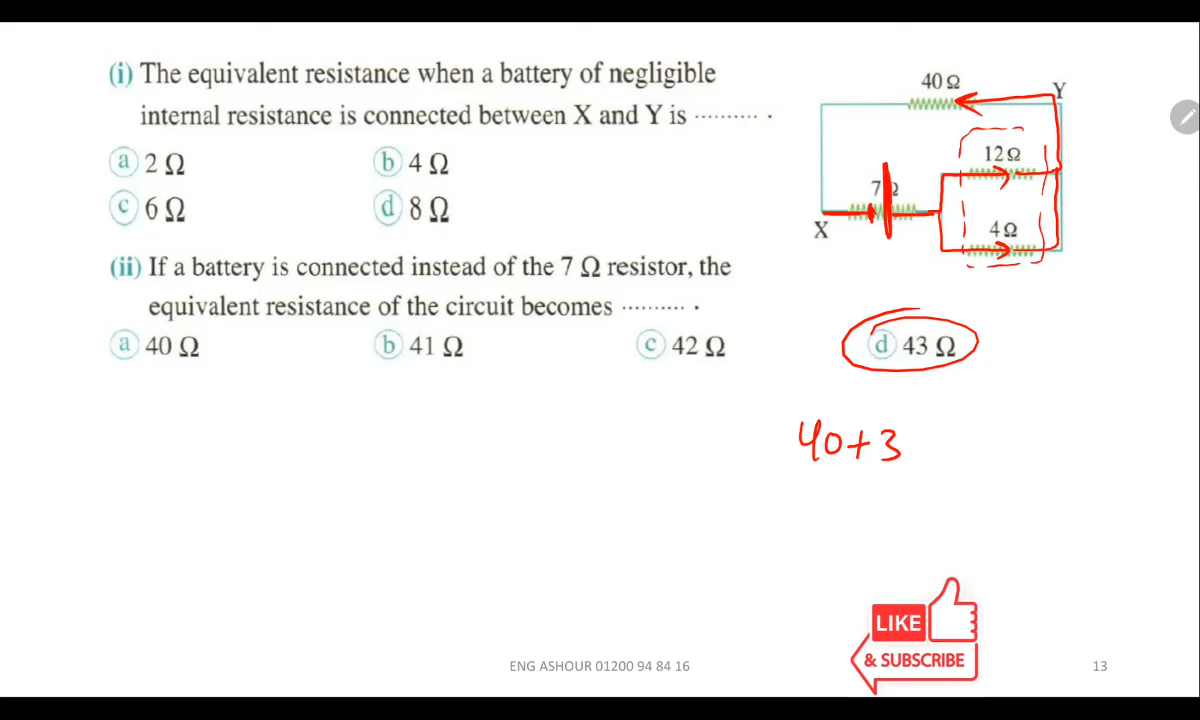 (i) The equivalent resistance when a battery of negligible
internal resistance is connected between X and Y is .......... .
a 2 Ω b 4 Ω
c 6 Ω d 8 Ω
(ii) If a battery is connected instead of the 7 Ω resistor, the
equivalent resistance of the circuit becomes .......... .
a 40 Ω b 41 Ω c 42 Ω d 43 Ω
40 Ω
Y
12 Ω
7 Ω
X
4 Ω
40+3
LIKE
& SUBSCRIBE
ENG ASHOUR 01200 94 84 16
13